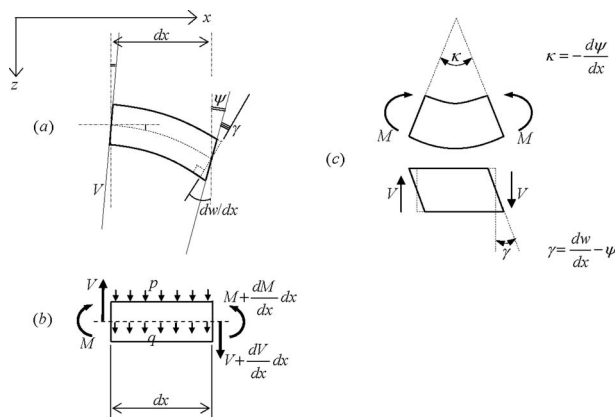 x
dx
z
ψ
γ
(a)
V
dw/dx
V
p
M+dM/dx dx
(b)
M
q
V+dV/dx dx
dx
κ
κ=-dψ/dx
M
M
(c)
V
V
γ
γ=dw/dx-ψ